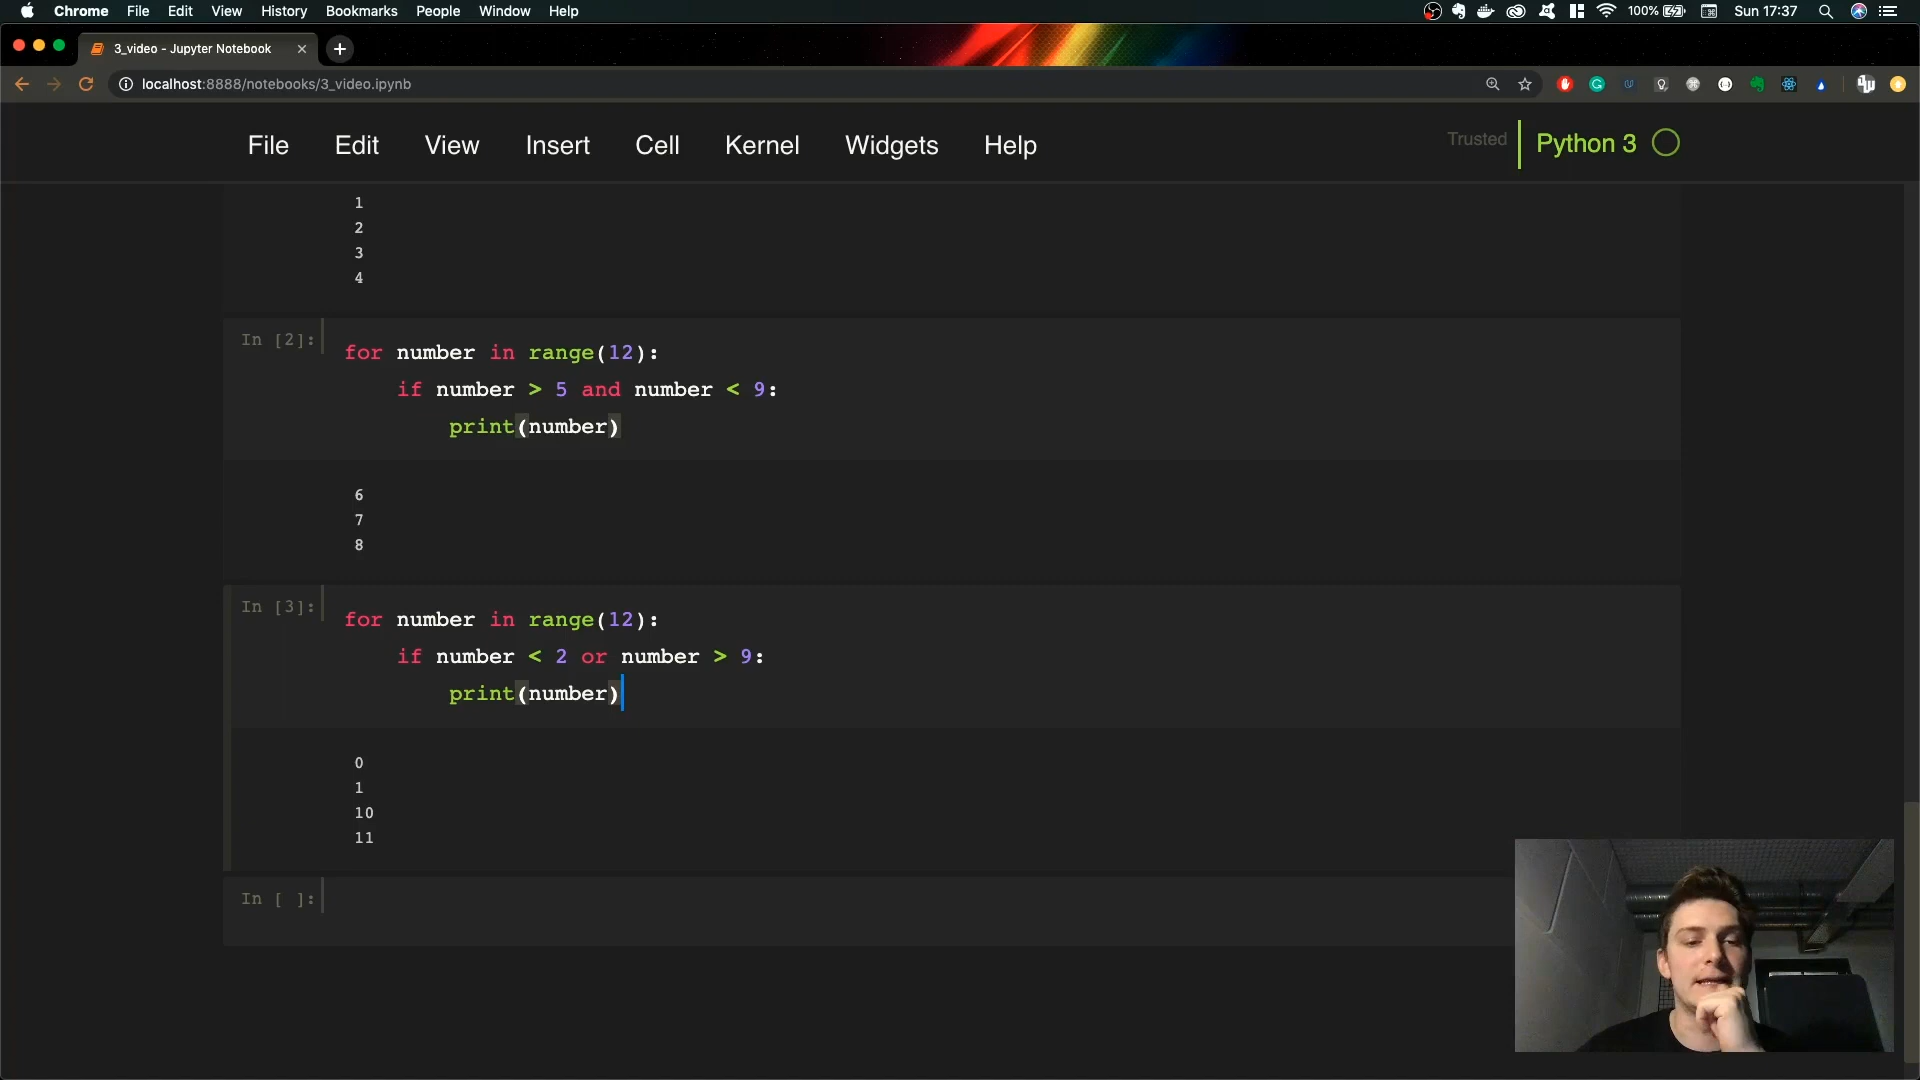 Chrome File Edit View History Bookmarks People Window Help 100% Sun 17:37
3_video - Jupyter Notebook
localhost:8888/notebooks/3_video.ipynb
File Edit View Insert Cell Kernel Widgets Help Trusted Python 3
1
2
3
4
In [2]:
for number in range(12):
    if number > 5 and number < 9:
        print(number)
6
7
8
In [3]:
for number in range(12):
    if number < 2 or number > 9:
        print(number)
0
1
10
11
In [ ]: